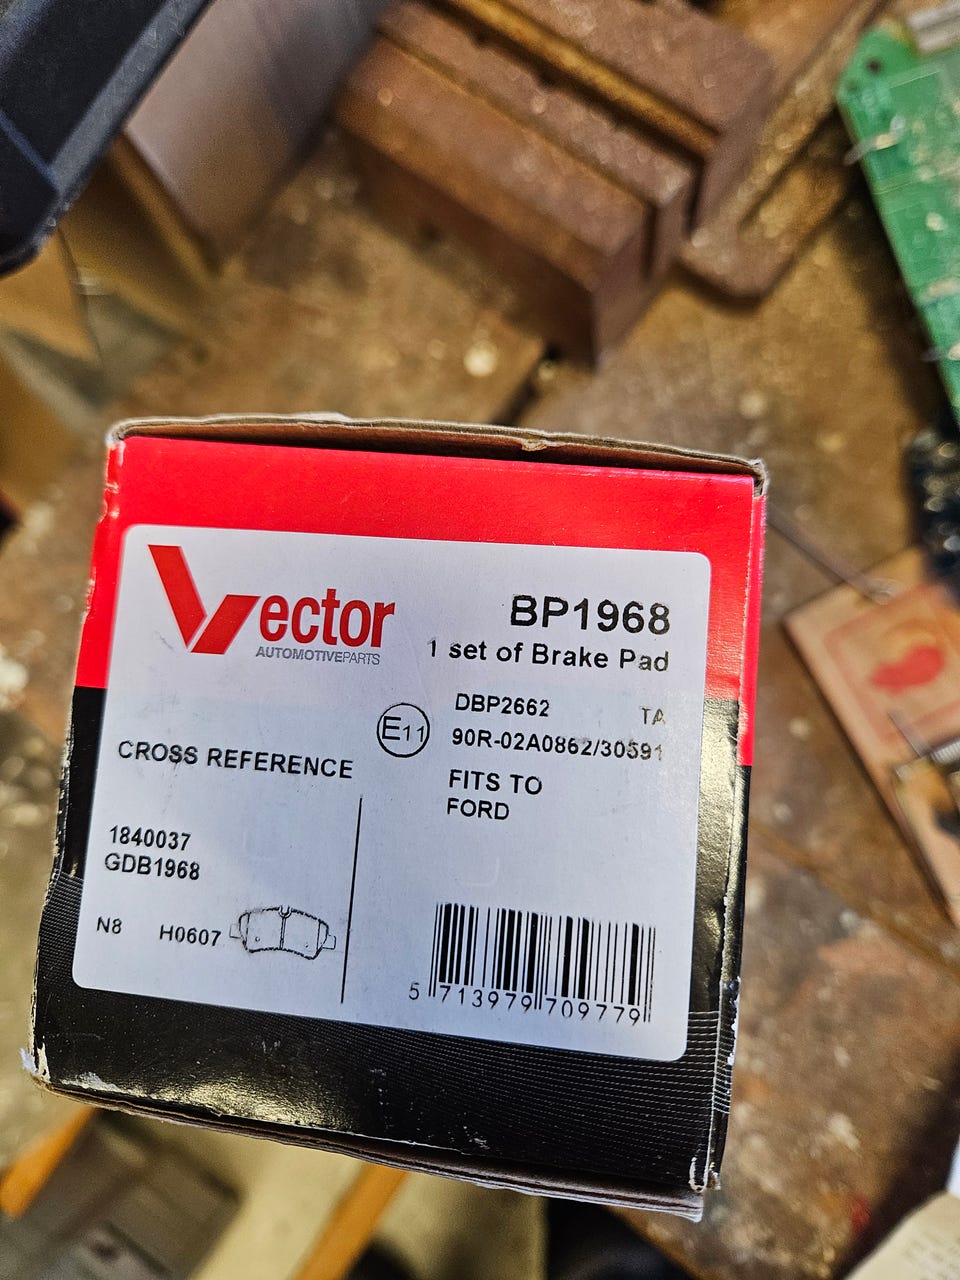 Vector
AUTOMOTIVEPARTS
BP1968
1 set of Brake Pad
DBP2662 TA
E11
90R-02A0862/30591
FITS TO
FORD
CROSS REFERENCE
1840037
GDB1968
N8 H0607
5 713979 709779